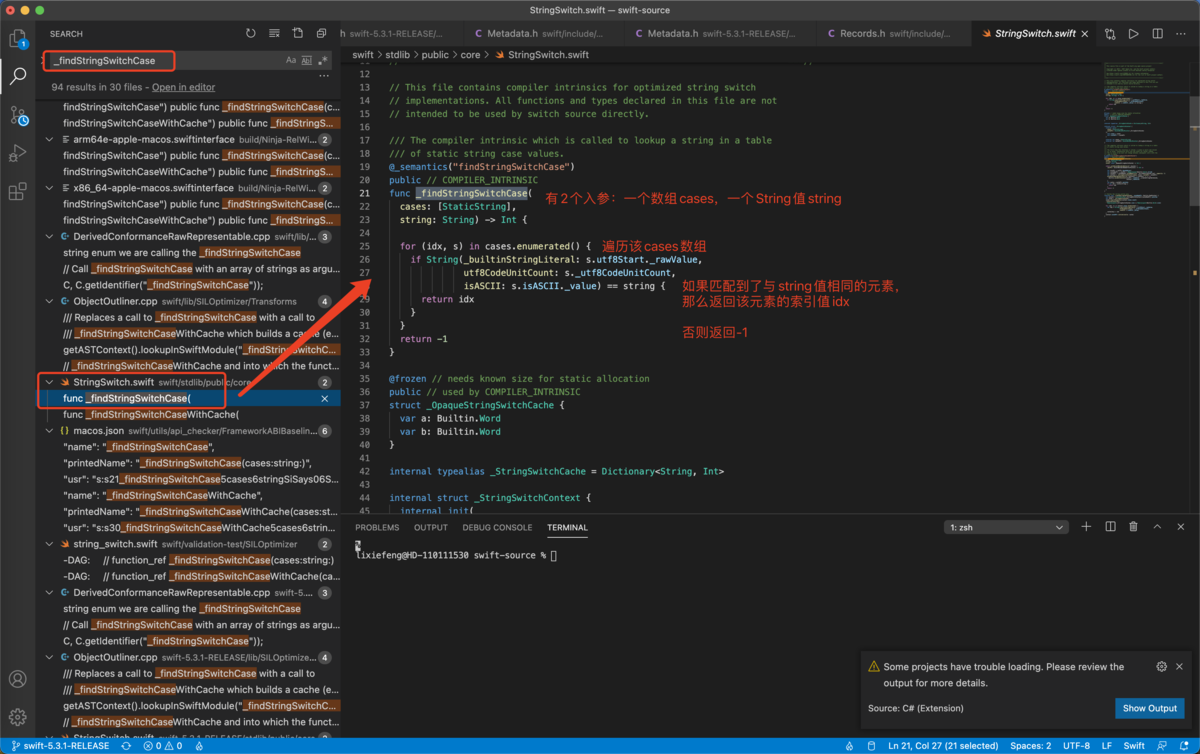 StringSwitch.swift — swift-source
SEARCH
h swift-5.3.1-RELEASE/...
C Metadata.h swift/include/...
C Metadata.h swift-5.3.1-RELEASE/...
C Records.h swift/include/...
StringSwitch.swift
_findStringSwitchCase
Aa
94 results in 30 files - Open in editor
findStringSwitchCase") public func _findStringSwitchCase(c...
findStringSwitchCaseWithCache") public func _findStringS...
arm64e-apple-macos.swiftinterface build/Ninja-RelWi... 2
findStringSwitchCase") public func _findStringSwitchCase(c...
findStringSwitchCaseWithCache") public func _findStringS...
x86_64-apple-macos.swiftinterface build/Ninja-RelWi... 2
findStringSwitchCase") public func _findStringSwitchCase(c...
findStringSwitchCaseWithCache") public func _findStringS...
DerivedConformanceRawRepresentable.cpp swift/lib/... 3
string enum we are calling the _findStringSwitchCase
// Call _findStringSwitchCase with an array of strings as argu...
C, C.getIdentifier("_findStringSwitchCase"));
ObjectOutliner.cpp swift/lib/SILOptimizer/Transforms 4
/// Replaces a call to _findStringSwitchCase with a call to
/// _findStringSwitchCaseWithCache which builds a cache (e...
getASTContext().lookupInSwiftModule("_findStringSwitchC...
// _findStringSwitchCaseWithCache and into which the funct...
StringSwitch.swift swift/stdlib/public/core 2
func _findStringSwitchCase(
func _findStringSwitchCaseWithCache(
{} macos.json swift/utils/api_checker/FrameworkABIBaselin... 6
"name": "_findStringSwitchCase",
"printedName": "_findStringSwitchCase(cases:string:)",
"usr": "s:s21_findStringSwitchCase5cases6stringSiSays06S...
"name": "_findStringSwitchCaseWithCache",
"printedName": "_findStringSwitchCaseWithCache(cases:st...
"usr": "s:s30_findStringSwitchCaseWithCache5cases6strin...
string_switch.swift swift/validation-test/SILOptimizer 2
-DAG: // function_ref _findStringSwitchCase(cases:string:)
-DAG: // function_ref _findStringSwitchCaseWithCache(ca...
DerivedConformanceRawRepresentable.cpp swift-5.... 3
string enum we are calling the _findStringSwitchCase
// Call _findStringSwitchCase with an array of strings as argu...
C, C.getIdentifier("_findStringSwitchCase"));
ObjectOutliner.cpp swift-5.3.1-RELEASE/lib/SILOptimize... 4
/// Replaces a call to _findStringSwitchCase with a call to
/// _findStringSwitchCaseWithCache which builds a cache (e...
getASTContext().lookupInSwiftModule("_findStringSwitchC...
// _findStringSwitchCaseWithCache and into which the funct...
swift > stdlib > public > core > StringSwitch.swift
12
13 // This file contains compiler intrinsics for optimized string switch
14 // implementations. All functions and types declared in this file are not
15 // intended to be used by switch source directly.
16
17 /// The compiler intrinsic which is called to lookup a string in a table
18 /// of static string case values.
19 @_semantics("findStringSwitchCase")
20 public // COMPILER_INTRINSIC
21 func _findStringSwitchCase( 有2个入参：一个数组cases，一个String值string
22 cases: [StaticString],
23 string: String) -> Int {
24
25 for (idx, s) in cases.enumerated() { 遍历该cases数组
26 if String(_builtinStringLiteral: s.utf8Start._rawValue,
27 utf8CodeUnitCount: s._utf8CodeUnitCount,
isASCII: s.isASCII._value) == string { 如果匹配到了与string值相同的元素，
29 return idx 那么返回该元素的索引值idx
30 }
31 } 否则返回-1
32 return -1
33 }
34
35 @frozen // needs known size for static allocation
36 public // used by COMPILER_INTRINSIC
37 struct _OpaqueStringSwitchCache {
38 var a: Builtin.Word
39 var b: Builtin.Word
40 }
41
42 internal typealias _StringSwitchCache = Dictionary<String, Int>
43
44 internal struct _StringSwitchContext {
45 internal init(
PROBLEMS OUTPUT DEBUG CONSOLE TERMINAL
1: zsh
lixiefeng@HD-110111530 swift-source %
Some projects have trouble loading. Please review the
output for more details.
Source: C# (Extension)
Show Output
swift-5.3.1-RELEASE
0 0
Ln 21, Col 27 (21 selected) Spaces: 2 UTF-8 LF Swift